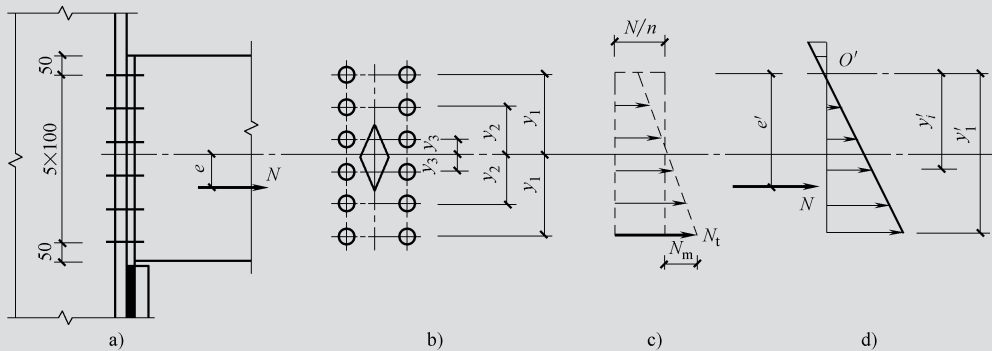 50
5×100
50
e
N
a)
y₃
y₃
y₂
y₂
y₁
y₁
b)
N/n
Nₜ
Nₘ
c)
e'
N
O'
y'ᵢ
y'₁
d)